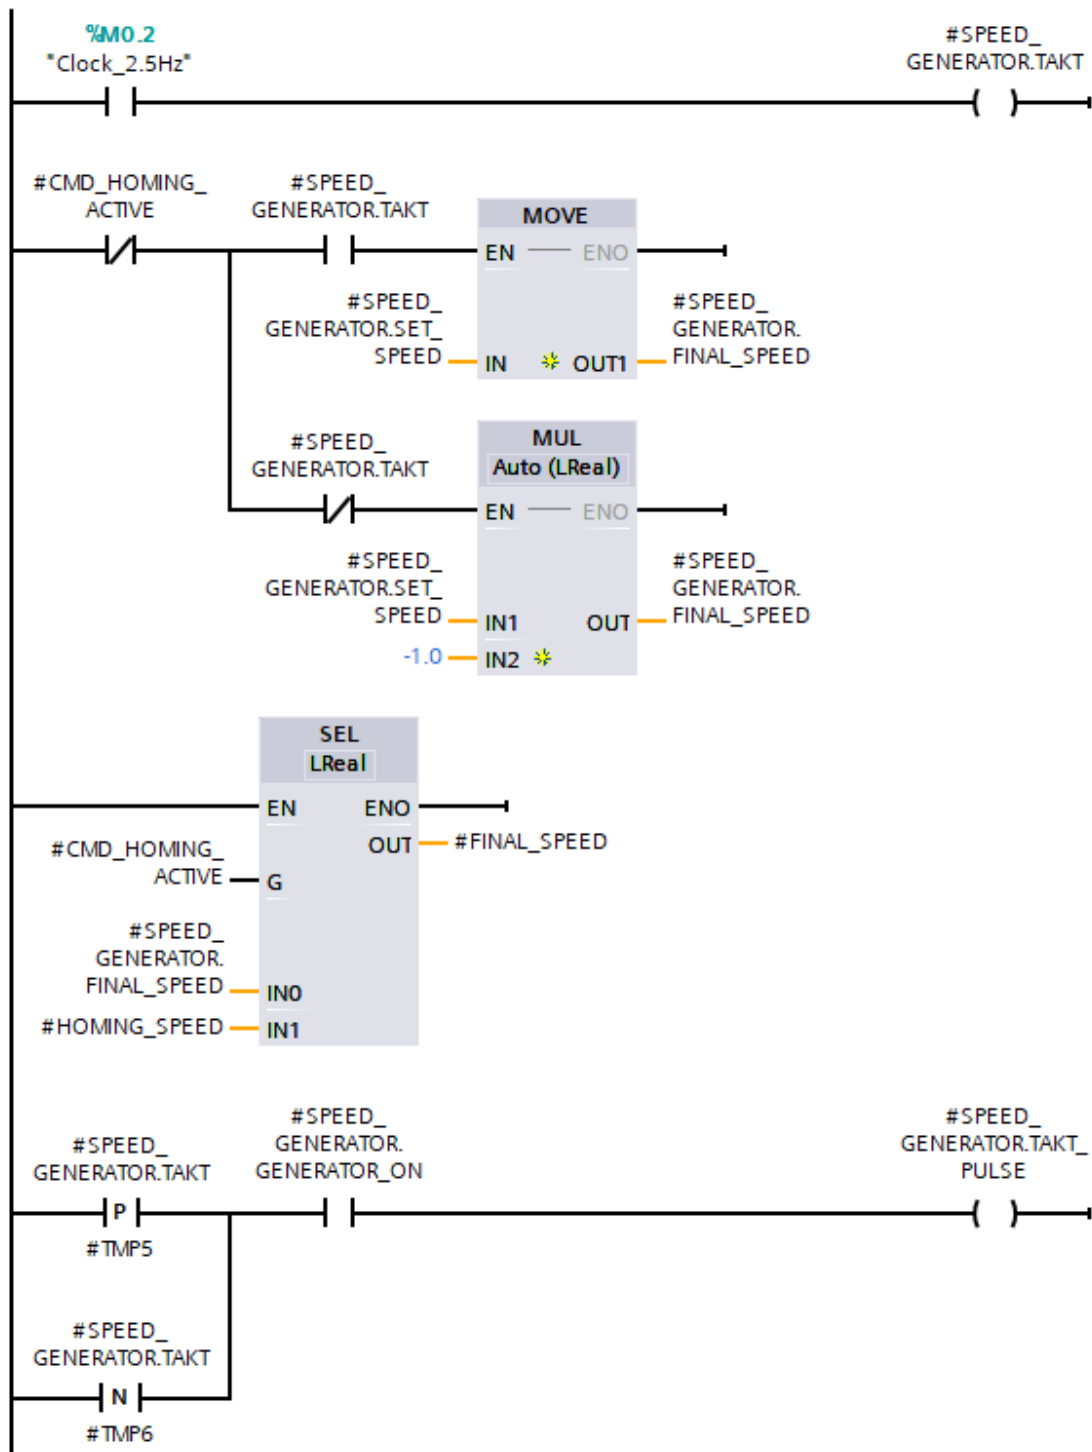 %M0.2
"Clock_2.5Hz"
#SPEED_
GENERATOR.TAKT
#CMD_HOMING_
ACTIVE
#SPEED_
GENERATOR.TAKT
MOVE
EN
ENO
#SPEED_
GENERATOR.SET_
SPEED
IN
OUT1
#SPEED_
GENERATOR.
FINAL_SPEED
#SPEED_
GENERATOR.TAKT
MUL
Auto (LReal)
EN
ENO
#SPEED_
GENERATOR.SET_
SPEED
IN1
OUT
#SPEED_
GENERATOR.
FINAL_SPEED
-1.0
IN2
SEL
LReal
EN
ENO
OUT
#FINAL_SPEED
#CMD_HOMING_
ACTIVE
G
#SPEED_
GENERATOR.
FINAL_SPEED
IN0
#HOMING_SPEED
IN1
#SPEED_
GENERATOR.TAKT
P
#TMP5
#SPEED_
GENERATOR.
GENERATOR_ON
#SPEED_
GENERATOR.TAKT_
PULSE
#SPEED_
GENERATOR.TAKT
N
#TMP6